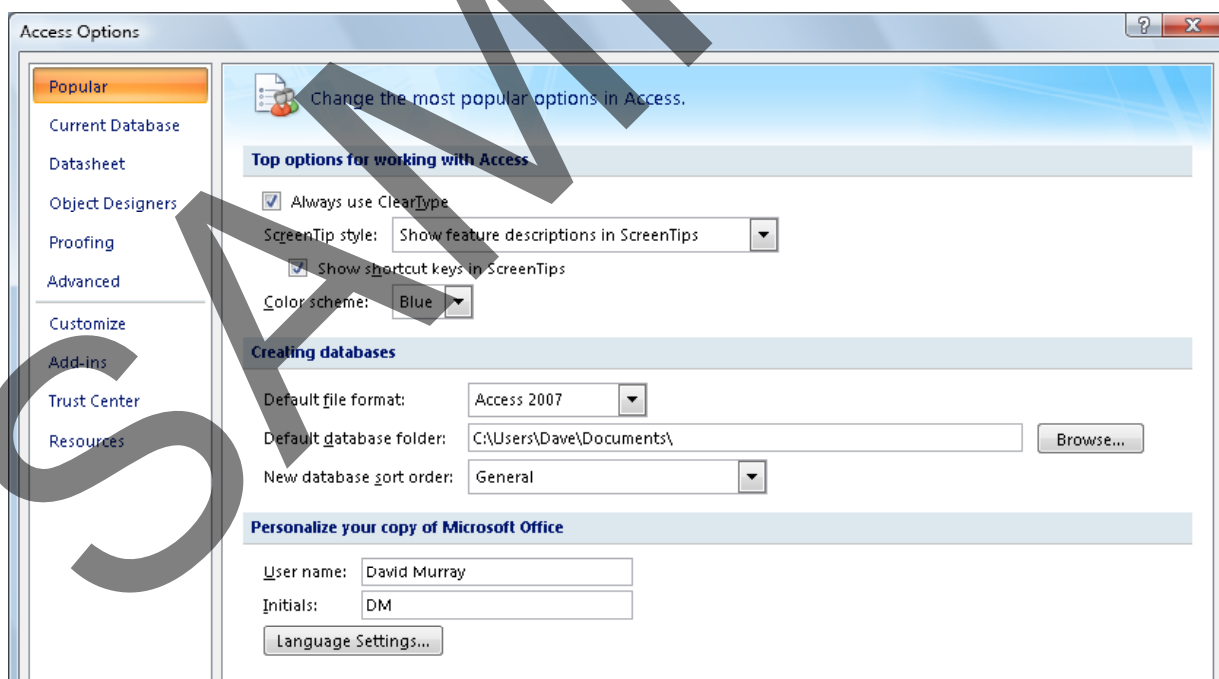 Access Options
Popular
Current Database
Datasheet
Object Designers
Proofing
Advanced
Customize
Add-ins
Trust Center
Resources
Change the most popular options in Access.
Top options for working with Access
Always use ClearType
ScreenTip style: Show feature descriptions in ScreenTips
Show shortcut keys in ScreenTips
Color scheme: Blue
Creating databases
Default file format: Access 2007
Default database folder: C:\Users\Dave\Documents\ Browse...
New database sort order: General
Personalize your copy of Microsoft Office
User name: David Murray
Initials: DM
Language Settings...